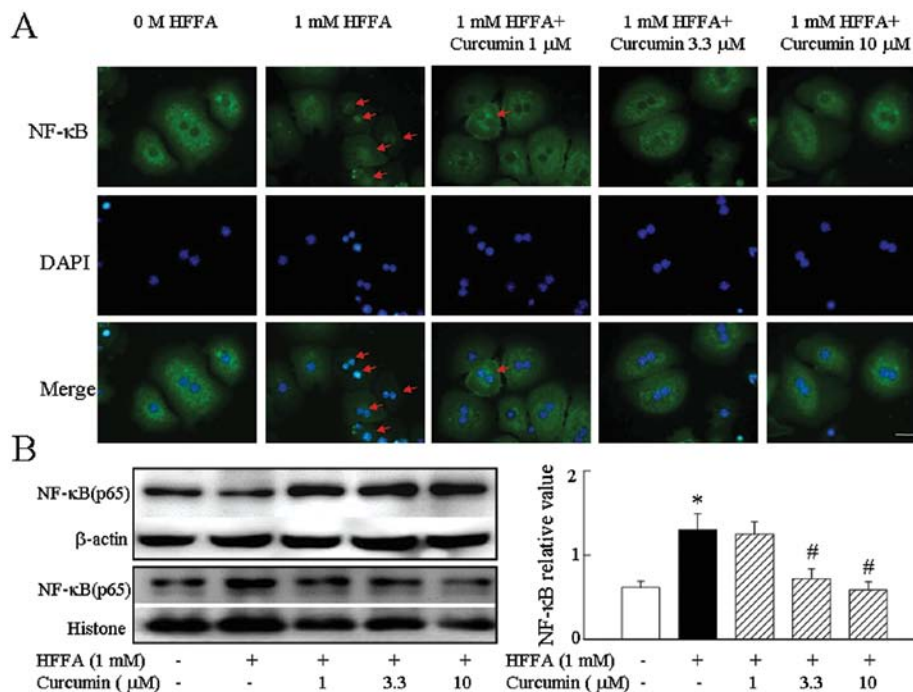 A
0 M HFFA
1 mM HFFA
1 mM HFFA+
Curcumin 1 μM
1 mM HFFA+
Curcumin 3.3 μM
1 mM HFFA+
Curcumin 10 μM
NF-κB
DAPI
Merge
B
NF-κB(p65)
β-actin
NF-κB(p65)
Histone
HFFA (1 mM) - + + + +
Curcumin ( μM) - - 1 3.3 10
NF-κB relative value
2
1
0
*
#
#
HFFA (1 mM) - + + + +
Curcumin ( μM) - - 1 3.3 10